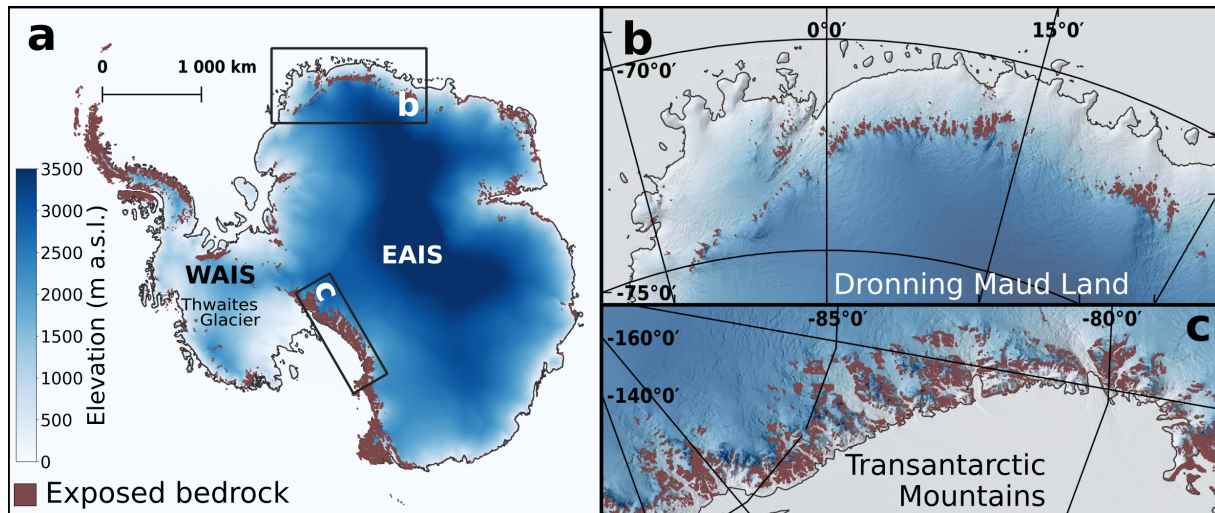 a
0 1 000 km
b
3500
3000
2500
2000
1500
1000
500
0
Elevation (m a.s.l.)
WAIS
EAIS
Thwaites
Glacier
c
Exposed bedrock
b
0°0′
15°0′
-70°0′
-75°0′
Dronning Maud Land
c
-85°0′
-80°0′
-160°0′
-140°0′
Transantarctic
Mountains